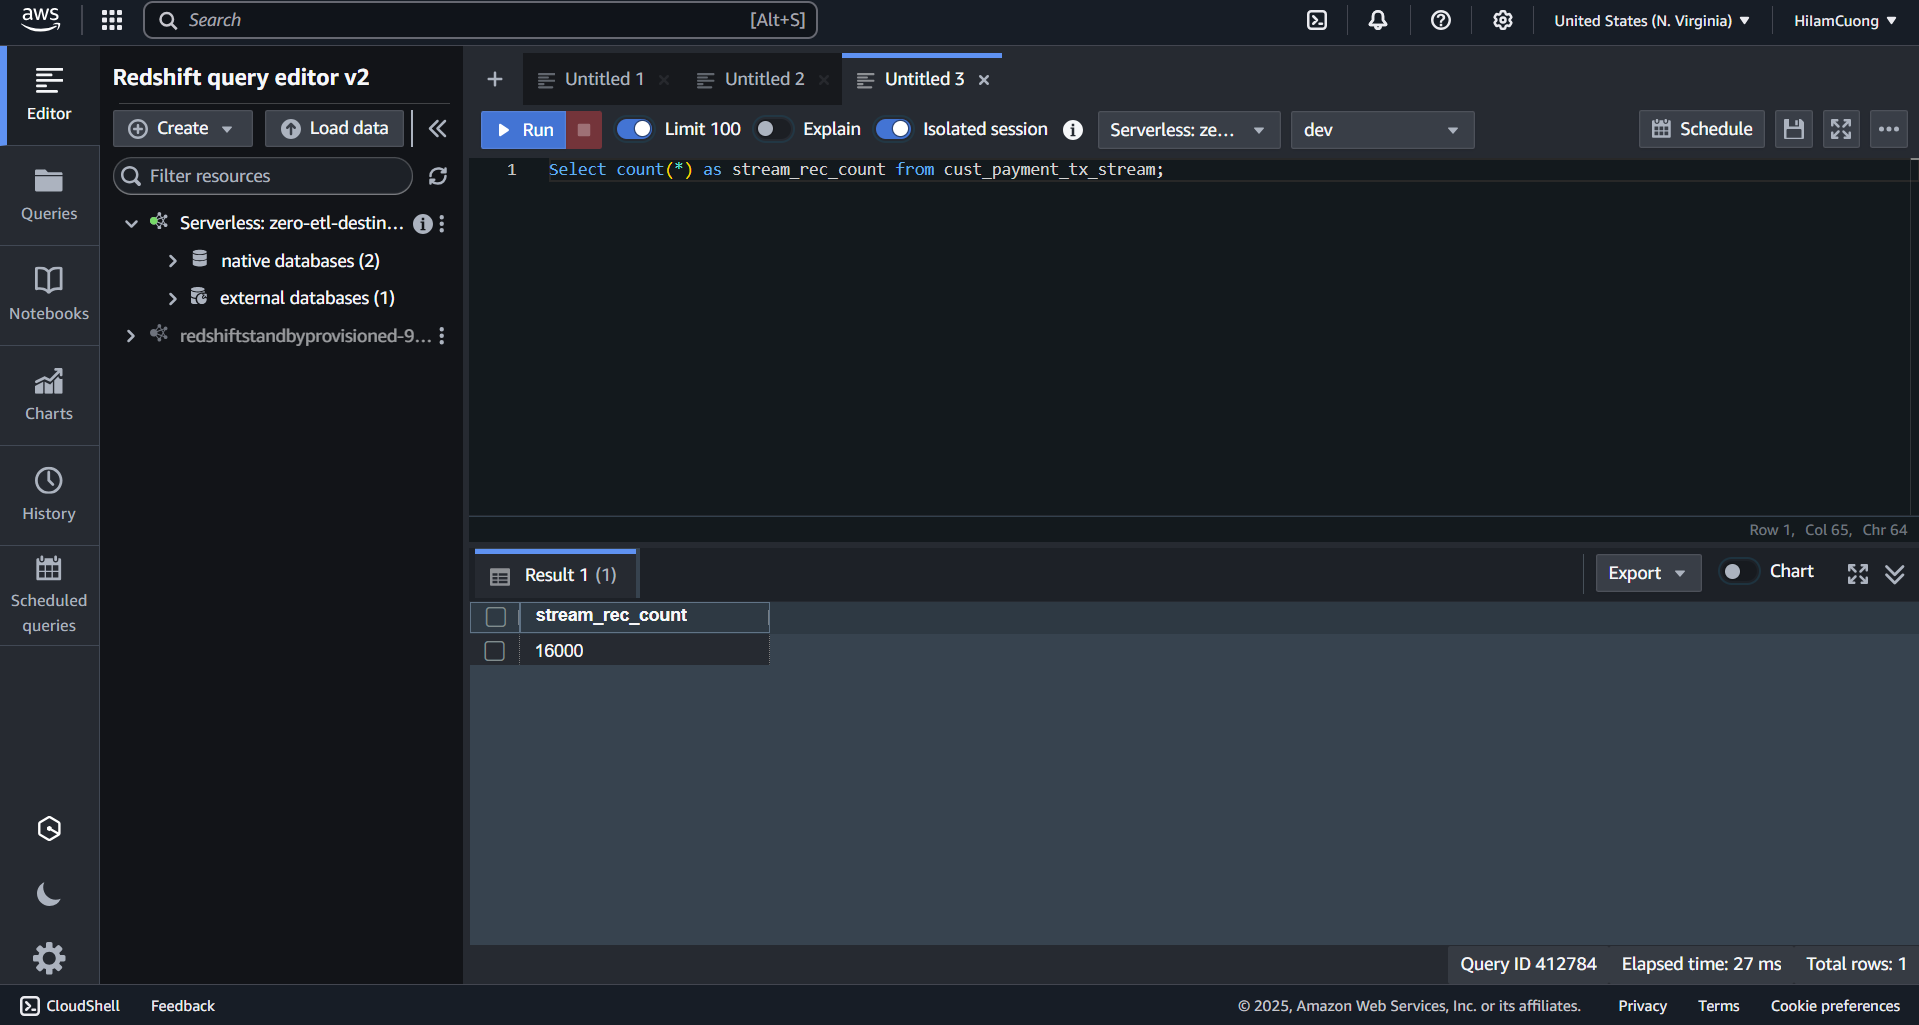 aws
Search
[Alt+S]
United States (N. Virginia)
HilamCuong
Editor
Queries
Notebooks
Charts
History
Scheduled
queries
Redshift query editor v2
Create
Load data
Filter resources
Serverless: zero-etl-destin...
native databases (2)
external databases (1)
redshiftstandbyprovisioned-9...
Untitled 1
Untitled 2
Untitled 3
Run
Limit 100
Explain
Isolated session
Serverless: ze...
dev
Schedule
1 Select count(*) as stream_rec_count from cust_payment_tx_stream;
Row 1, Col 65, Chr 64
Result 1 (1)
Export
Chart
stream_rec_count
16000
Query ID 412784 Elapsed time: 27 ms Total rows: 1
CloudShell
Feedback
© 2025, Amazon Web Services, Inc. or its affiliates.
Privacy
Terms
Cookie preferences